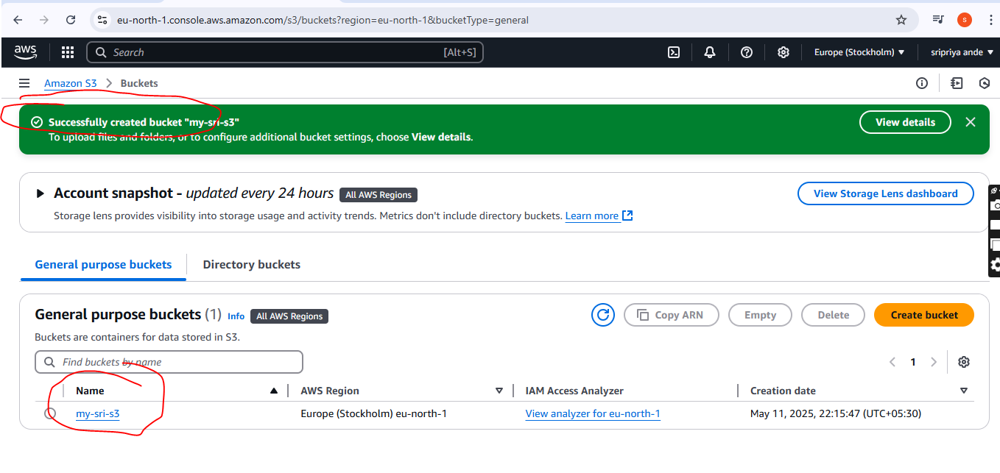 eu-north-1.console.aws.amazon.com/s3/buckets?region=eu-north-1&bucketType=general
S
aws
Search
[Alt+S]
Europe (Stockholm)
sripriya ande
Amazon S3 > Buckets
Successfully created bucket "my-sri-s3"
View details
To upload files and folders, or to configure additional bucket settings, choose View details.
Account snapshot - updated every 24 hours All AWS Regions
View Storage Lens dashboard
Storage lens provides visibility into storage usage and activity trends. Metrics don't include directory buckets. Learn more
General purpose buckets
Directory buckets
General purpose buckets (1) Info All AWS Regions
Copy ARN
Empty
Delete
Create bucket
Buckets are containers for data stored in S3.
Find buckets by name
1
Name
AWS Region
IAM Access Analyzer
Creation date
my-sri-s3
Europe (Stockholm) eu-north-1
View analyzer for eu-north-1
May 11, 2025, 22:15:47 (UTC+05:30)